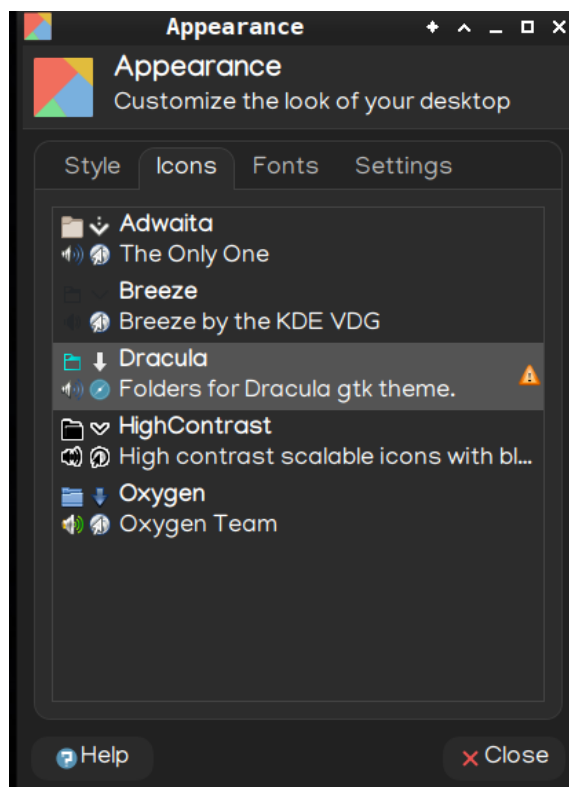 Appearance
Appearance
Customize the look of your desktop
Style Icons Fonts Settings
Adwaita
The Only One
Breeze
Breeze by the KDE VDG
Dracula
Folders for Dracula gtk theme.
HighContrast
High contrast scalable icons with bl...
Oxygen
Oxygen Team
Help Close